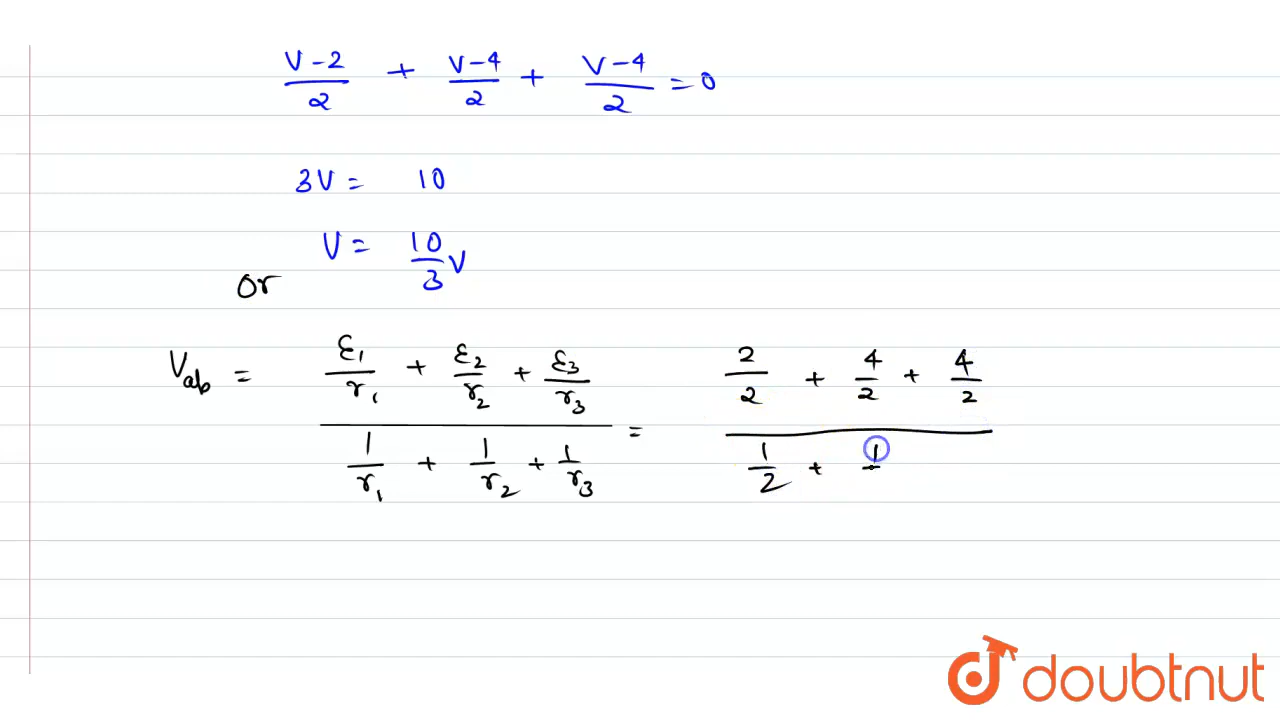 V-2/2 + V-4/2 + V-4/2 = 0
3V = 10
V = 10/3 V
or
Vab = (ε1/r1 + ε2/r2 + ε3/r3)/(1/r1 + 1/r2 + 1/r3) = (2/2 + 4/2 + 4/2)/(1/2 + 1/
doubtnut